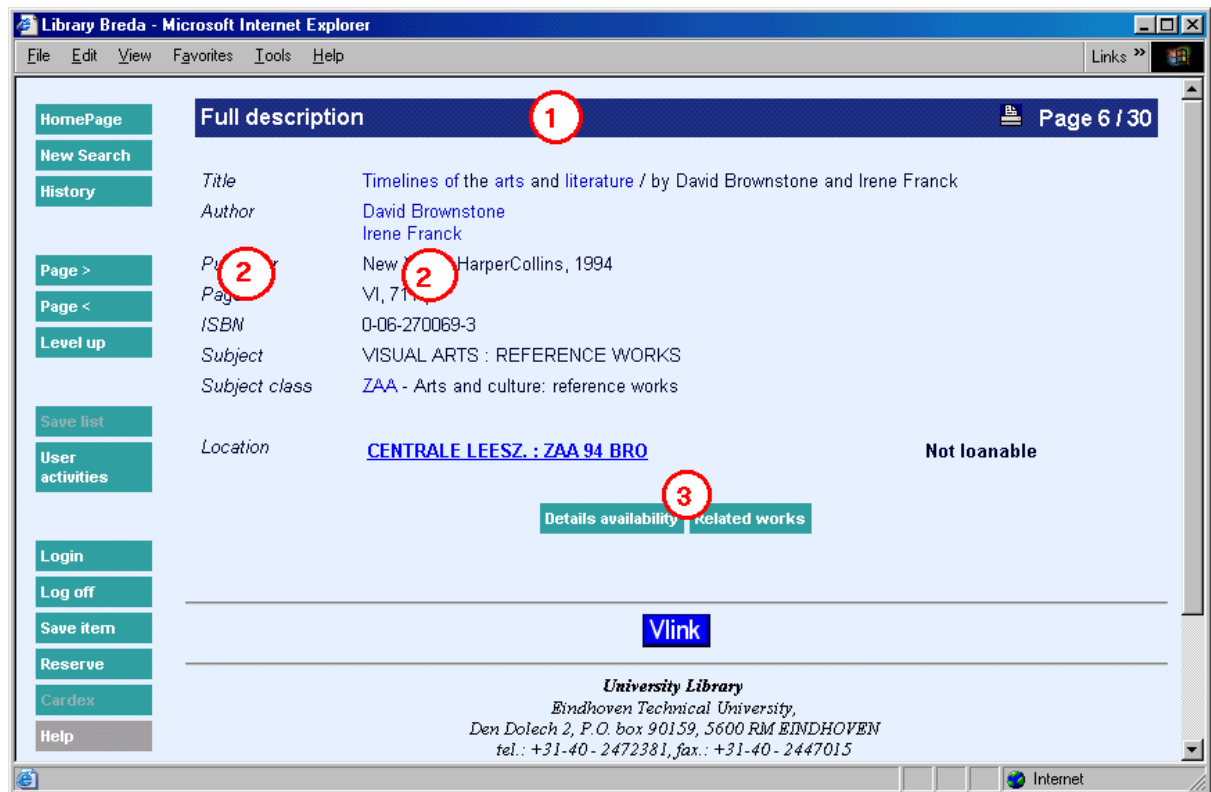 Library Breda - Microsoft Internet Explorer
File Edit View Favorites Tools Help Links »
HomePage
New Search
History
Page >
Page <
Level up
Save list
User
activities
Login
Log off
Save item
Reserve
Cardex
Help
Full description 1 Page 6 / 30
Title Timelines of the arts and literature / by David Brownstone and Irene Franck
Author David Brownstone
Irene Franck
2 New 2 HarperCollins, 1994
VI,
ISBN 0-06-270069-3
Subject VISUAL ARTS : REFERENCE WORKS
Subject class ZAA - Arts and culture: reference works
Location CENTRALE LEESZ. : ZAA 94 BRO Not loanable
3
Details availability Related works
Vlink
University Library
Eindhoven Technical University,
Den Dolech 2, P.O. box 90159, 5600 RM EINDHOVEN
tel.: +31-40 - 2472381, fax.: +31-40 - 2447015
Internet